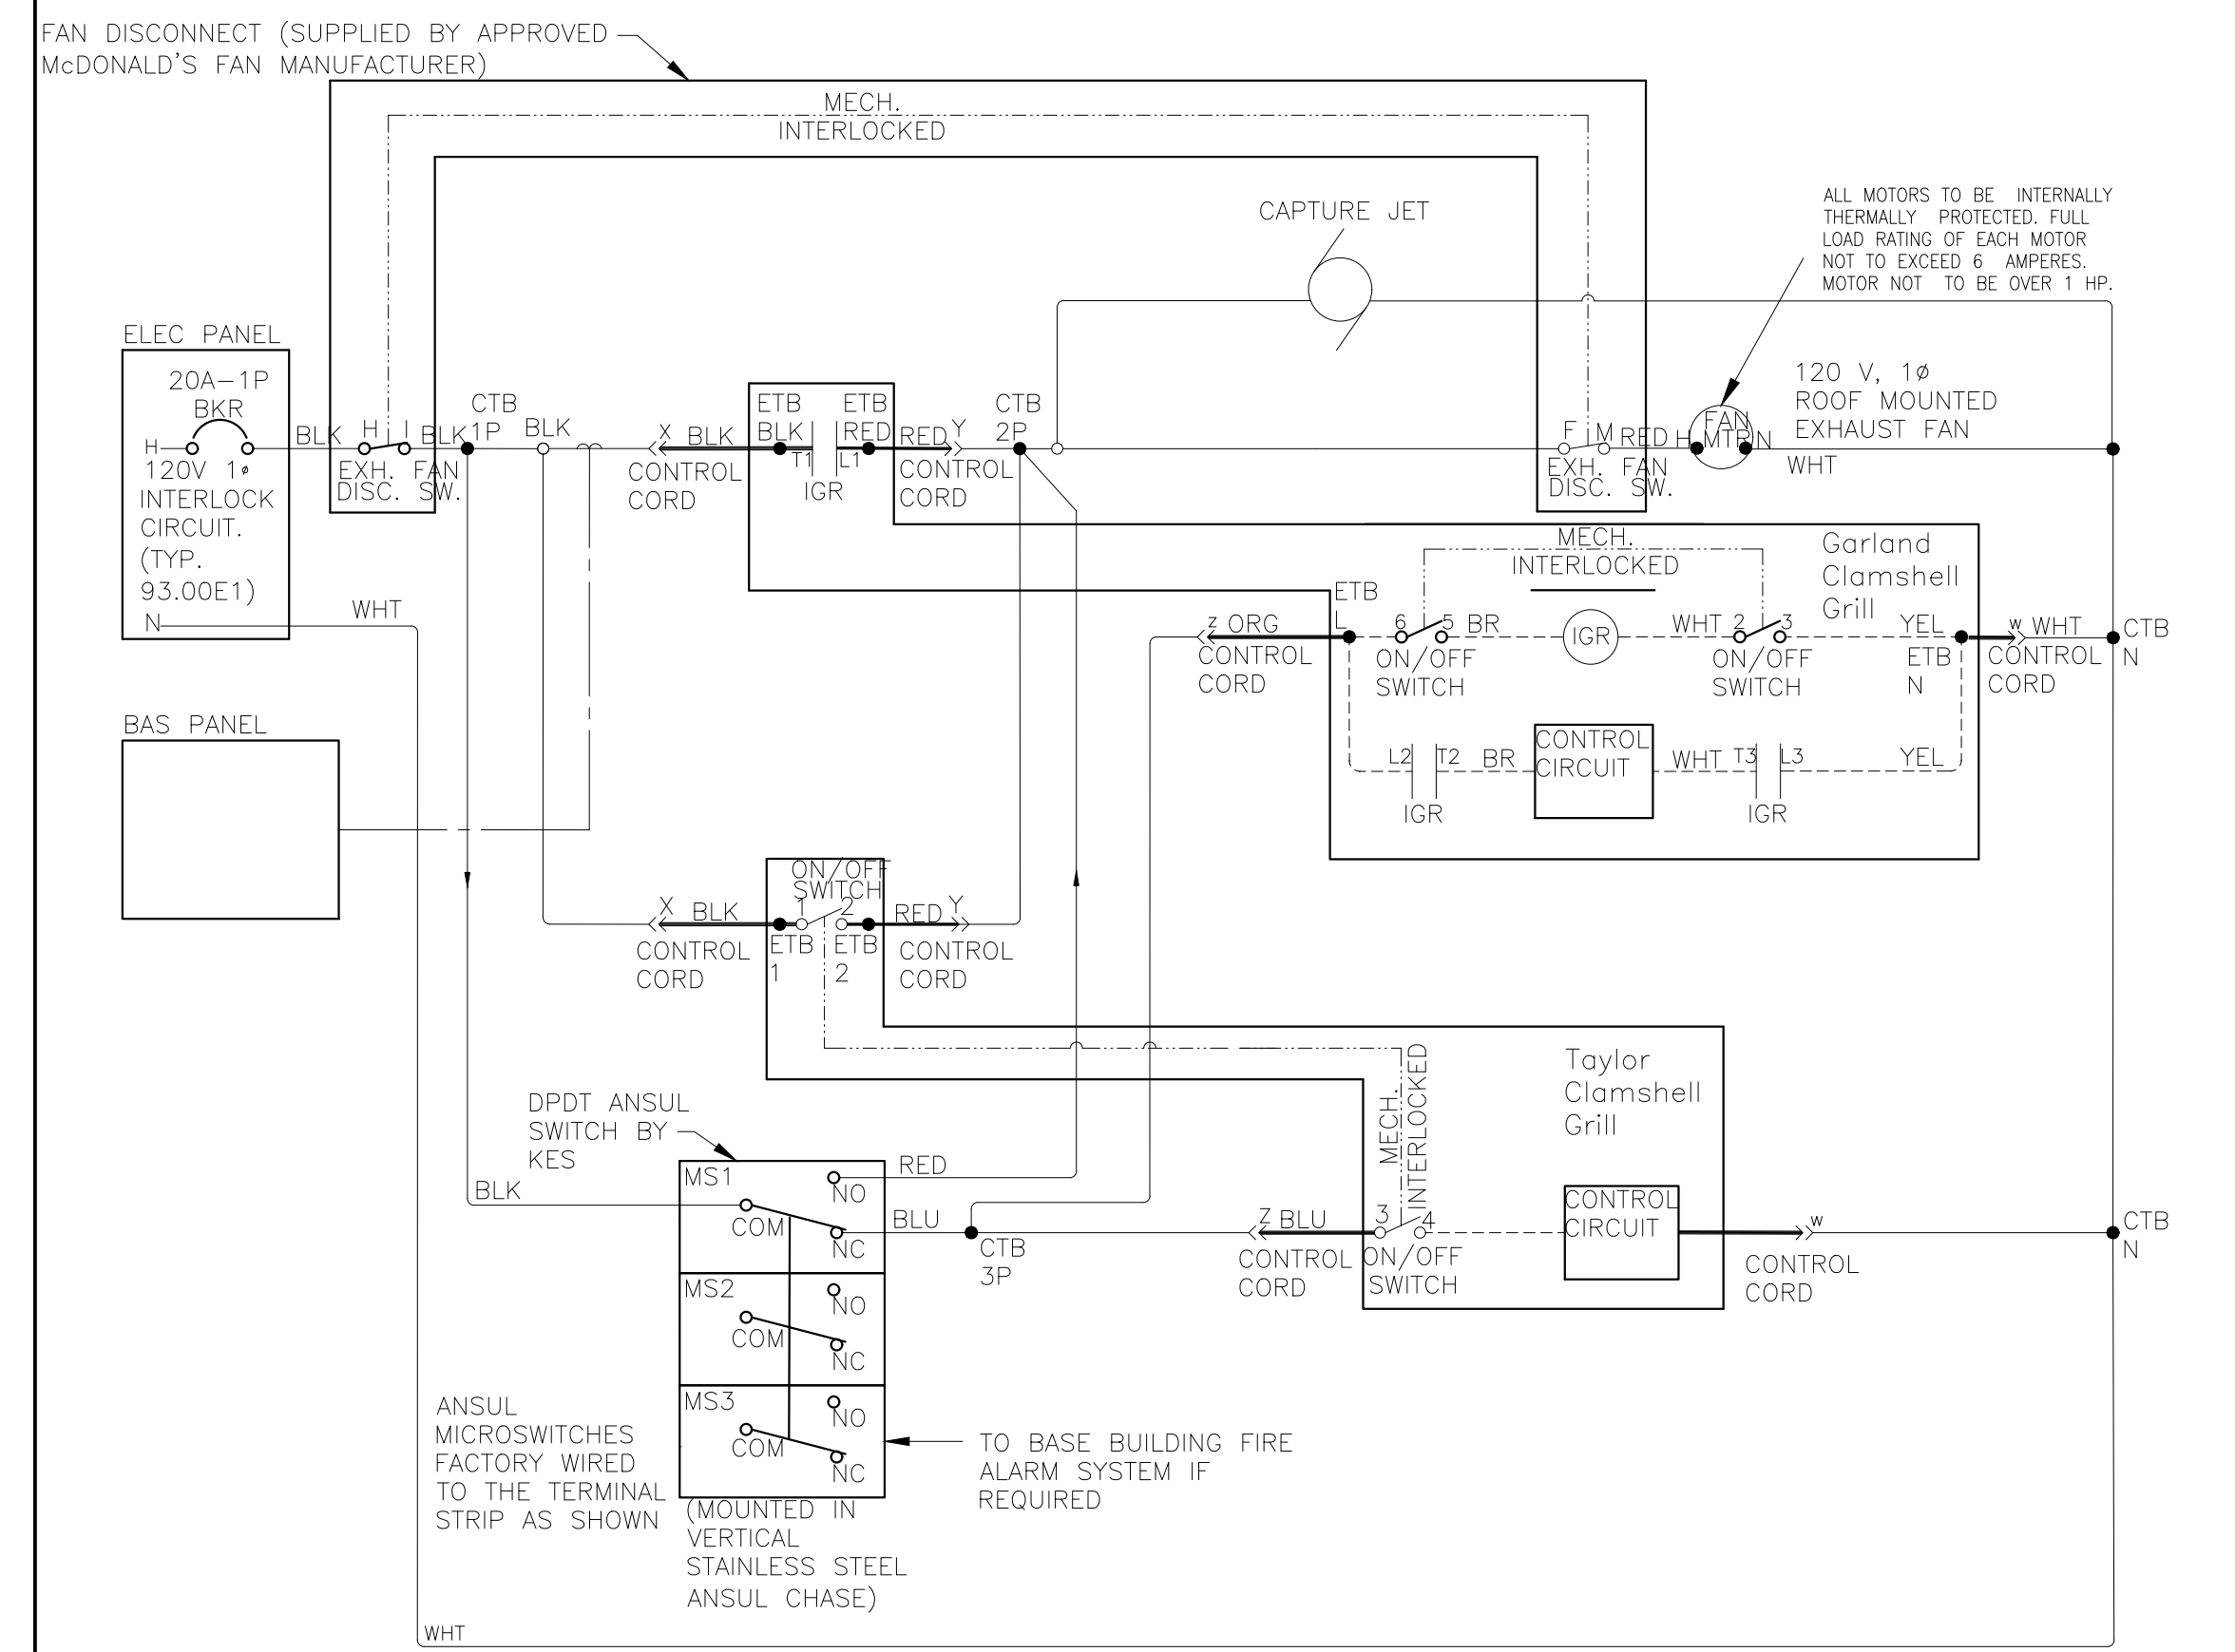 FAN DISCONNECT (SUPPLIED BY APPROVED
McDONALD'S FAN MANUFACTURER)
MECH.
INTERLOCKED
CAPTURE JET
ALL MOTORS TO BE INTERNALLY
THERMALLY PROTECTED. FULL
LOAD RATING OF EACH MOTOR
NOT TO EXCEED 6 AMPERES.
MOTOR NOT TO BE OVER 1 HP.
ELEC PANEL
20A-1P
BKR
H
120V 1ø
INTERLOCK
CIRCUIT.
(TYP.
93.00E1)
N
BLK
H I
EXH. FAN
DISC. SW.
BLK
CTB
1P
BLK
X BLK
CONTROL
CORD
ETB
BLK
T1
ETB
RED
L1
IGR
RED Y
CONTROL
CORD
CTB
2P
F M
EXH. FAN
DISC. SW.
RED H
FAN
MTR N
120 V, 1ø
ROOF MOUNTED
EXHAUST FAN
WHT
WHT
MECH.
INTERLOCKED
Garland
Clamshell
Grill
z ORG
CONTROL
CORD
ETB
L
6 5 BR
ON/OFF
SWITCH
IGR
WHT 2 3
ON/OFF
SWITCH
YEL
ETB
N
w WHT
CONTROL
CORD
CTB
N
L2 T2 BR
IGR
CONTROL
CIRCUIT
WHT T3 L3
IGR
YEL
BAS PANEL
ON/OFF
SWITCH
X BLK
CONTROL
CORD
1 2
ETB
1
ETB
2
RED Y
CONTROL
CORD
MECH.
INTERLOCKED
Taylor
Clamshell
Grill
DPDT ANSUL
SWITCH BY
KES
BLK
MS1
NO
COM
NC
RED
BLU
CTB
3P
Z BLU
CONTROL
CORD
3 4
ON/OFF
SWITCH
CONTROL
CIRCUIT
w
CONTROL
CORD
CTB
N
MS2
NO
COM
NC
MS3
NO
COM
NC
ANSUL
MICROSWITCHES
FACTORY WIRED
TO THE TERMINAL
STRIP AS SHOWN
TO BASE BUILDING FIRE
ALARM SYSTEM IF
REQUIRED
(MOUNTED IN
VERTICAL
STAINLESS STEEL
ANSUL CHASE)
WHT